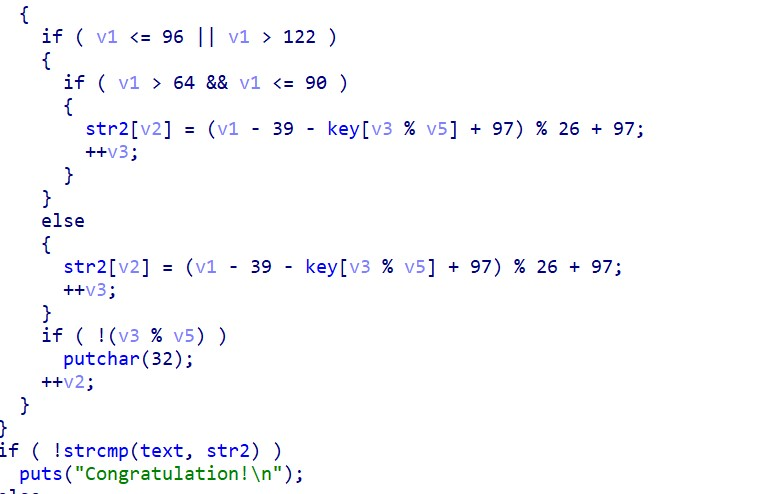 {
if ( v1 <= 96 || v1 > 122 )
{
if ( v1 > 64 && v1 <= 90 )
{
str2[v2] = (v1 - 39 - key[v3 % v5] + 97) % 26 + 97;
++v3;
}
}
else
{
str2[v2] = (v1 - 39 - key[v3 % v5] + 97) % 26 + 97;
++v3;
}
if ( !(v3 % v5) )
putchar(32);
++v2;
}
}
if ( !strcmp(text, str2) )
puts("Congratulation!\n");
else